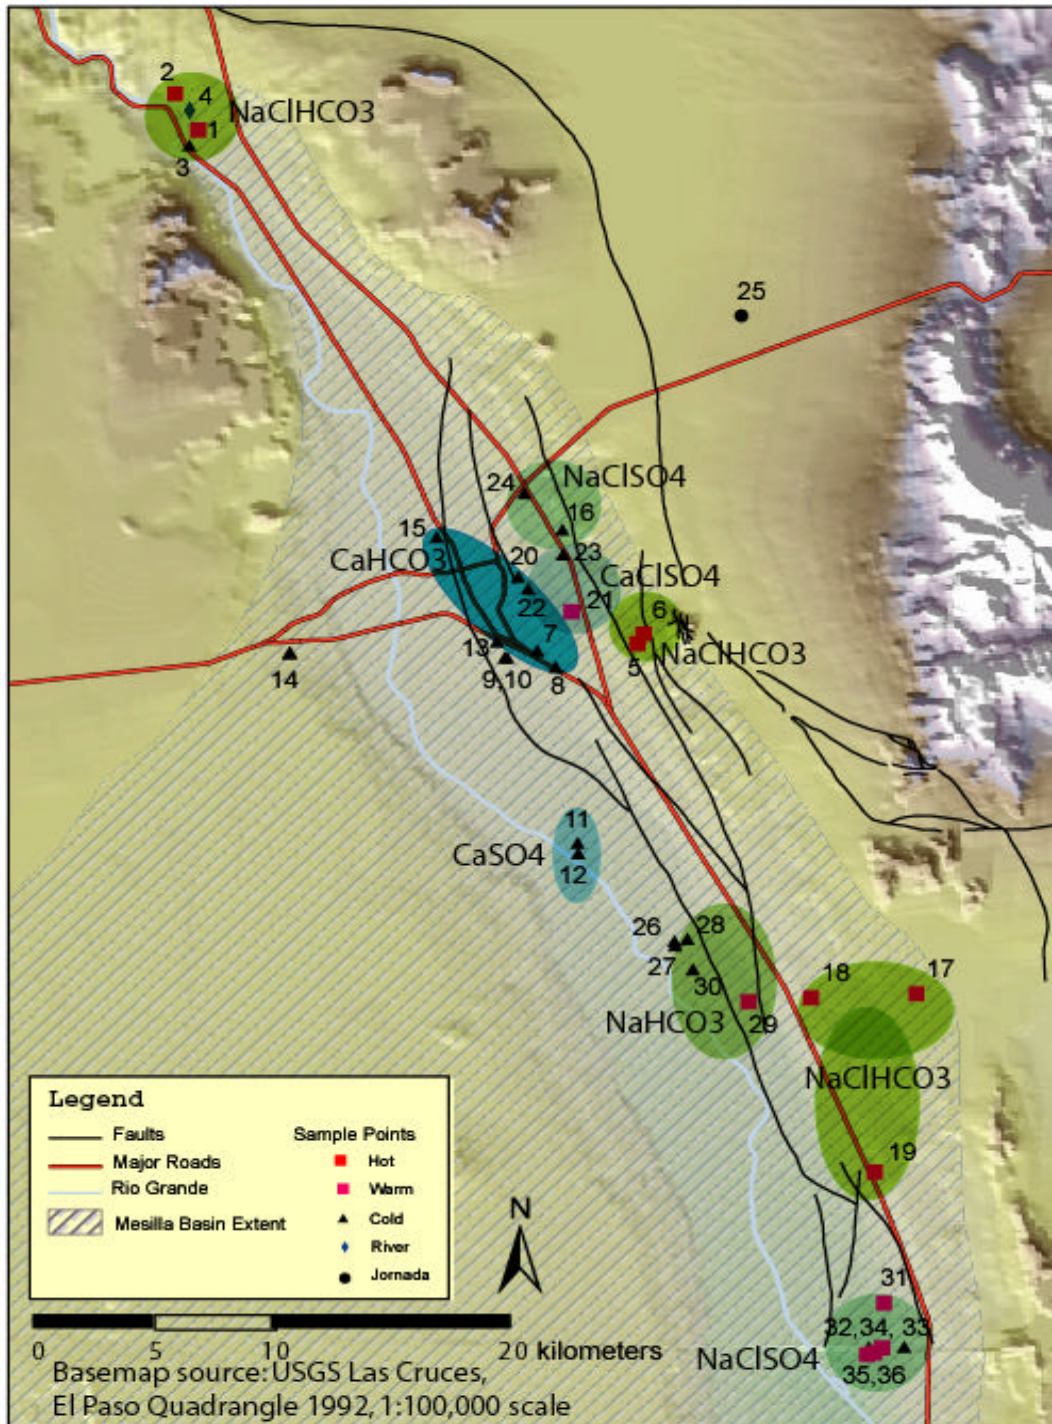 2
4
NaClHCO3
1
3
25
NaClSO4
24
16
15
23
CaHCO3
20
CaClSO4
22
21
6
7
13
5
NaClHCO3
14
9,10
8
11
CaSO4
12
26
28
27
18
17
30
NaHCO3
29
NaClHCO3
Legend
Faults
Sample Points
Major Roads
Hot
Rio Grande
Warm
Mesilla Basin Extent
Cold
River
Jornada
N
19
31
32,34,
33
NaClSO4
35,36
0
20 kilometers
Basemap source: USGS Las Cruces,
El Paso Quadrangle 1992, 1:100,000 scale